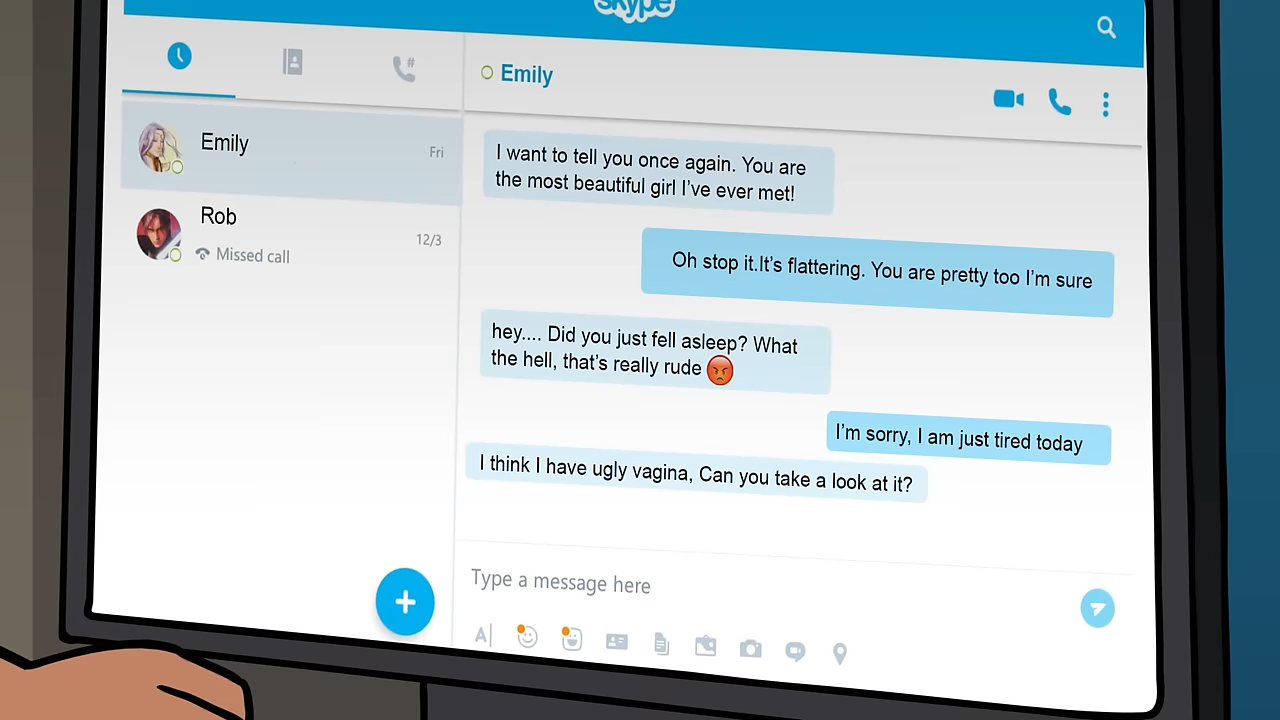 skype
Emily
Emily
Fri
Rob
12/3
Missed call
I want to tell you once again. You are
the most beautiful girl I've ever met!
Oh stop it.It's flattering. You are pretty too I'm sure
hey.... Did you just fell asleep? What
the hell, that's really rude
I'm sorry, I am just tired today
I think I have ugly vagina, Can you take a look at it?
Type a message here